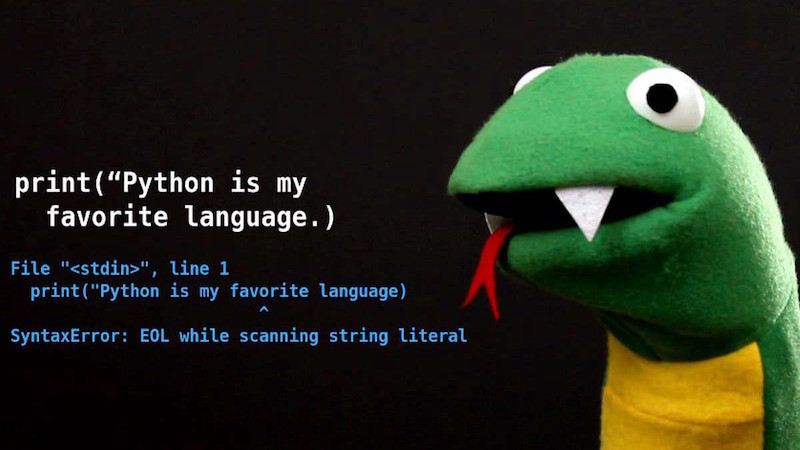 print(“Python is my
favorite language.)
File "<stdin>", line 1
print("Python is my favorite language)
^
SyntaxError: EOL while scanning string literal